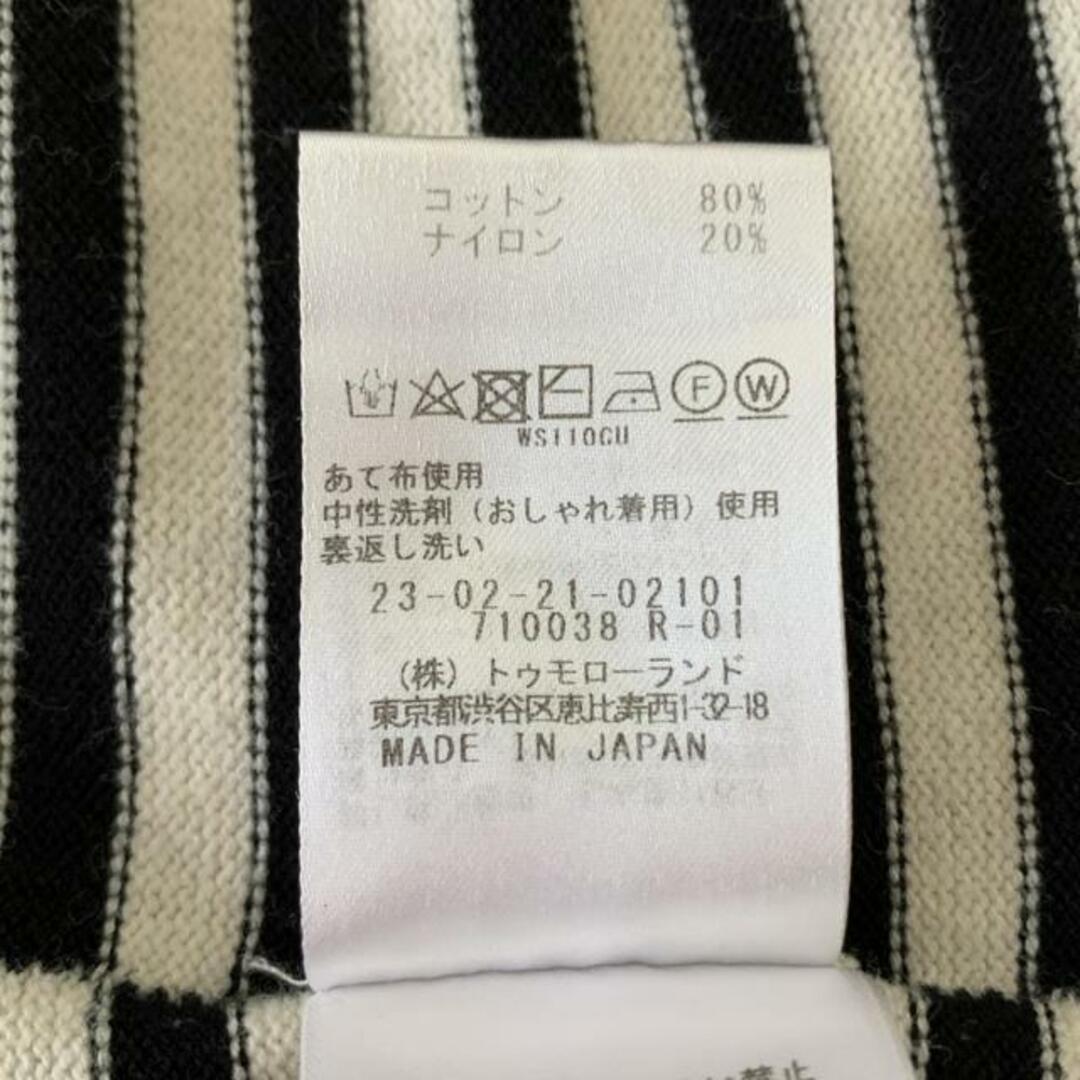 コットン 80%
ナイロン 20%
F W
WS110CU
あて布使用
中性洗剤（おしゃれ着用）使用
裏返し洗い
23-02-21-02101
710038 R-01
（株）トゥモローランド
東京都渋谷区恵比寿西1-32-18
MADE IN JAPAN
禁止